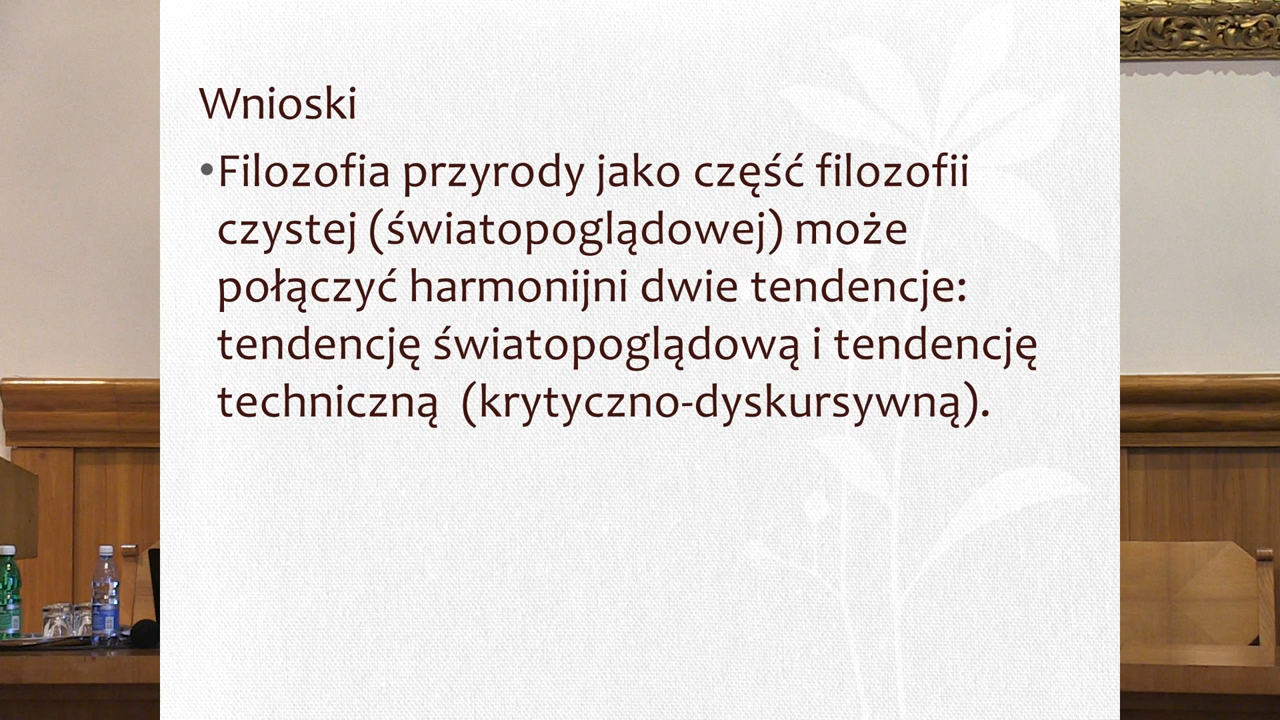 Wnioski
•Filozofia przyrody jako część filozofii
czystej (światopoglądowej) może
połączyć harmonijni dwie tendencje:
tendencję światopoglądową i tendencję
techniczną (krytyczno-dyskursywną).